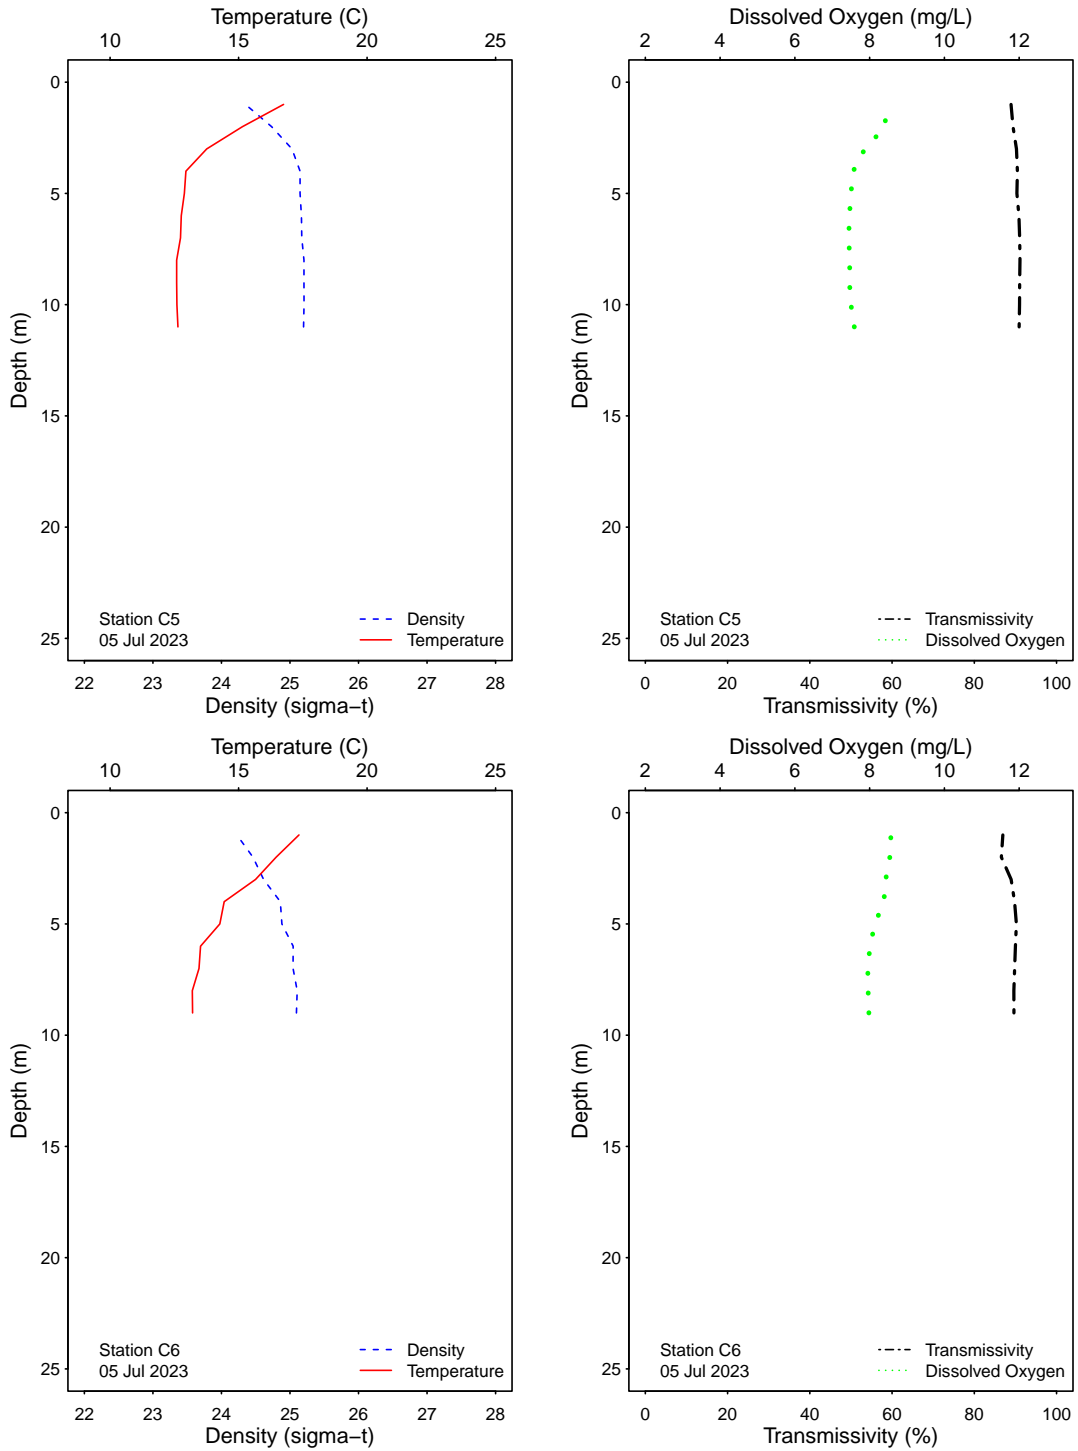 Temperature (C)
10 15 20 25
0
5
10
15
20
25
Depth (m)
Station C5
05 Jul 2023
Density
Temperature
22 23 24 25 26 27 28
Density (sigma−t)
Dissolved Oxygen (mg/L)
2 4 6 8 10 12
0
5
10
15
20
25
Depth (m)
Station C5
05 Jul 2023
Transmissivity
Dissolved Oxygen
0 20 40 60 80 100
Transmissivity (%)
Temperature (C)
10 15 20 25
0
5
10
15
20
25
Depth (m)
Station C6
05 Jul 2023
Density
Temperature
22 23 24 25 26 27 28
Density (sigma−t)
Dissolved Oxygen (mg/L)
2 4 6 8 10 12
0
5
10
15
20
25
Depth (m)
Station C6
05 Jul 2023
Transmissivity
Dissolved Oxygen
0 20 40 60 80 100
Transmissivity (%)